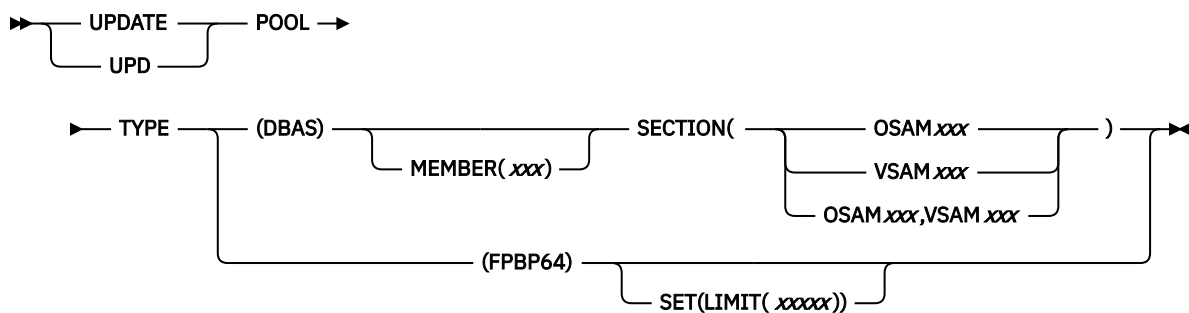 UPDATE POOL
UPD
TYPE (DBAS) SECTION( OSAMxxx )
MEMBER(xxx) VSAMxxx
OSAMxxx,VSAMxxx
(FPBP64)
SET(LIMIT(xxxxx))